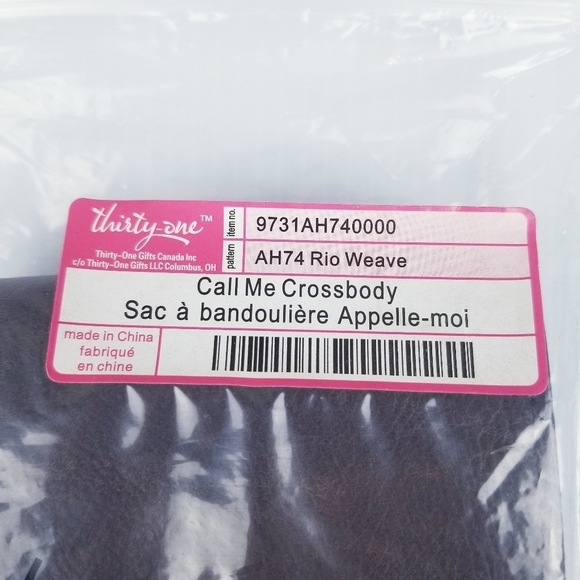 thirty-one™
Thirty-One Gifts Canada Inc
c/o Thirty-One Gifts LLC Columbus, OH
item no. 9731AH740000
pattern AH74 Rio Weave
Call Me Crossbody
Sac à bandoulière Appelle-moi
made in China
fabriqué
en chine